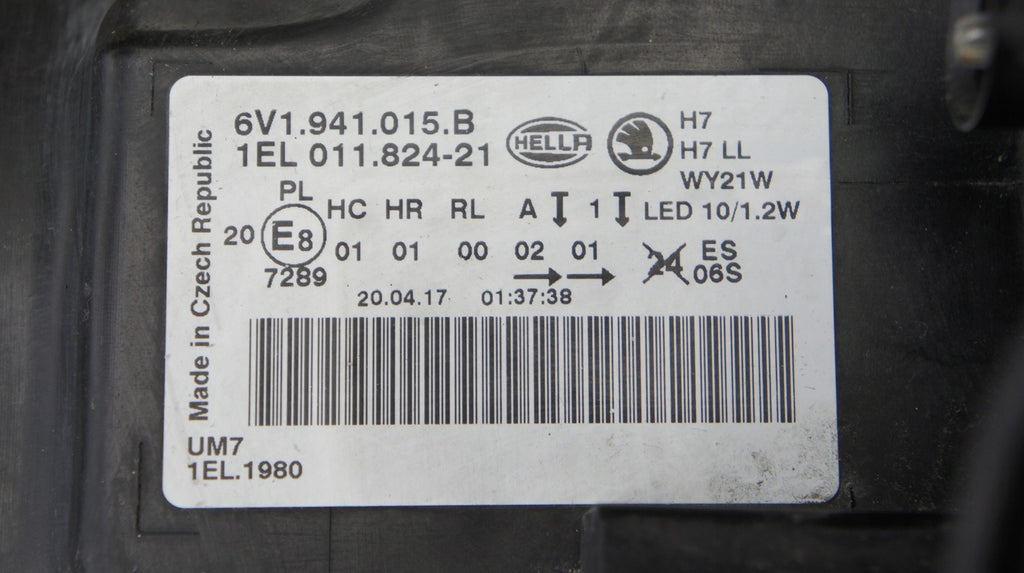 Made in Czech Republic
6V1.941.015.B
1EL 011.824-21
HELLA
H7
H7 LL
WY21W
LED 10/1.2W
PL
HC HR RL A 1
20 E8 01 01 00 02 01
7289
24 ES
06S
20.04.17 01:37:38
UM7
1EL.1980